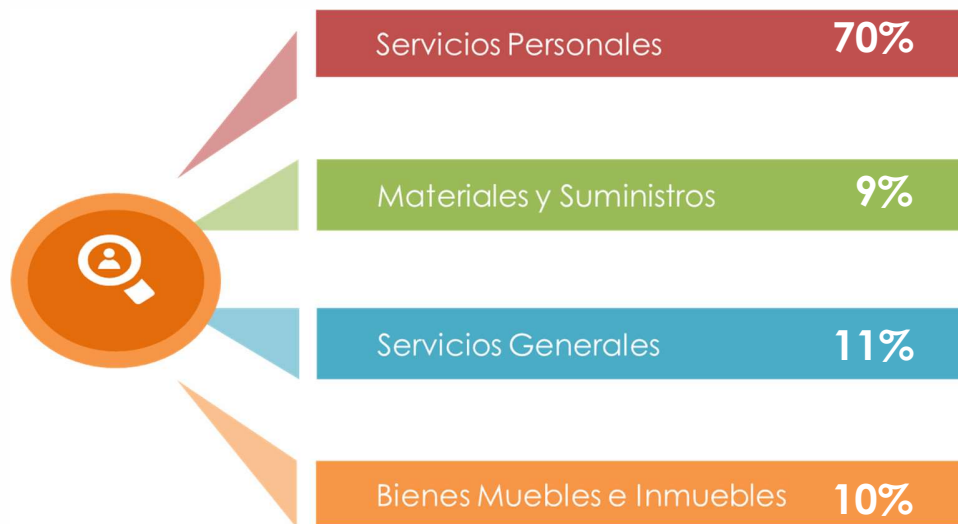 Servicios Personales 70%
Materiales y Suministros 9%
Servicios Generales 11%
Bienes Muebles e Inmuebles 10%